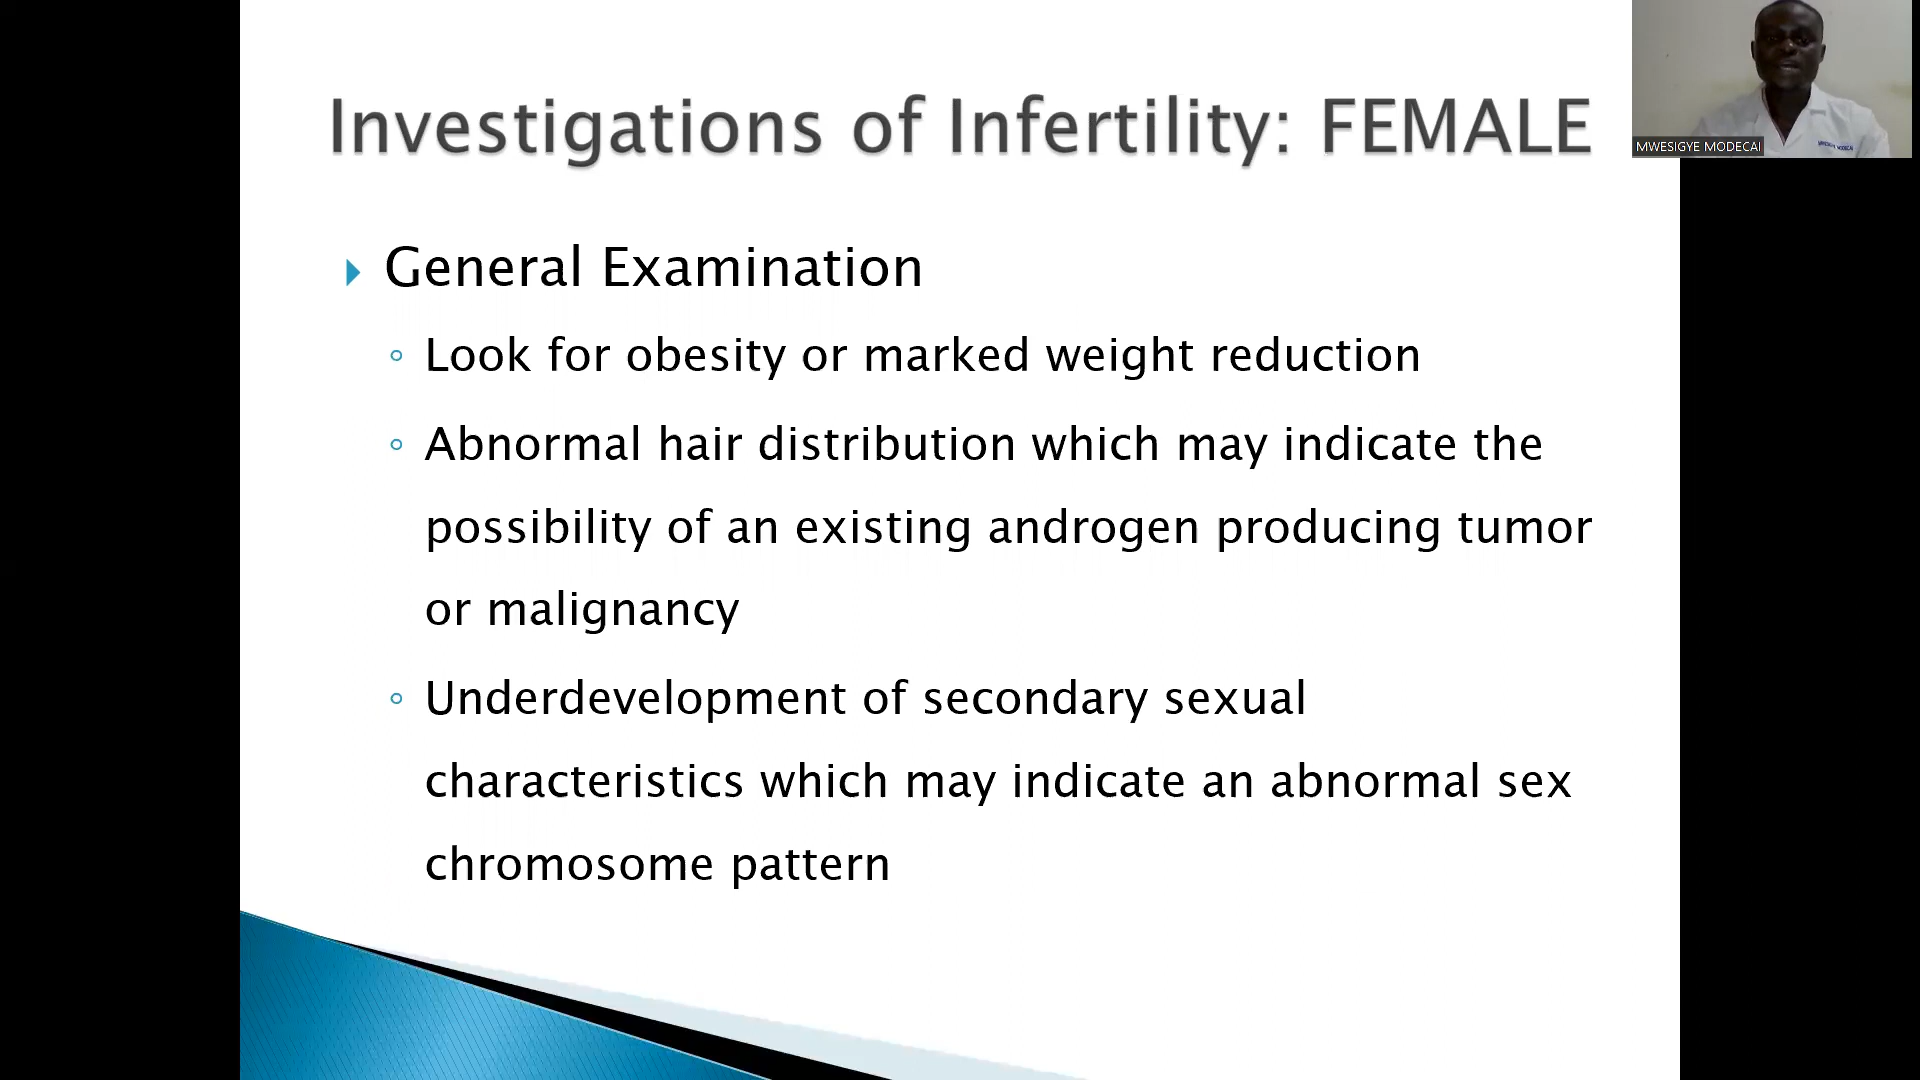 Investigations of Infertility: FEMALE
MWESIGYE MODECAI
General Examination
Look for obesity or marked weight reduction
Abnormal hair distribution which may indicate the
possibility of an existing androgen producing tumor
or malignancy
Underdevelopment of secondary sexual
characteristics which may indicate an abnormal sex
chromosome pattern